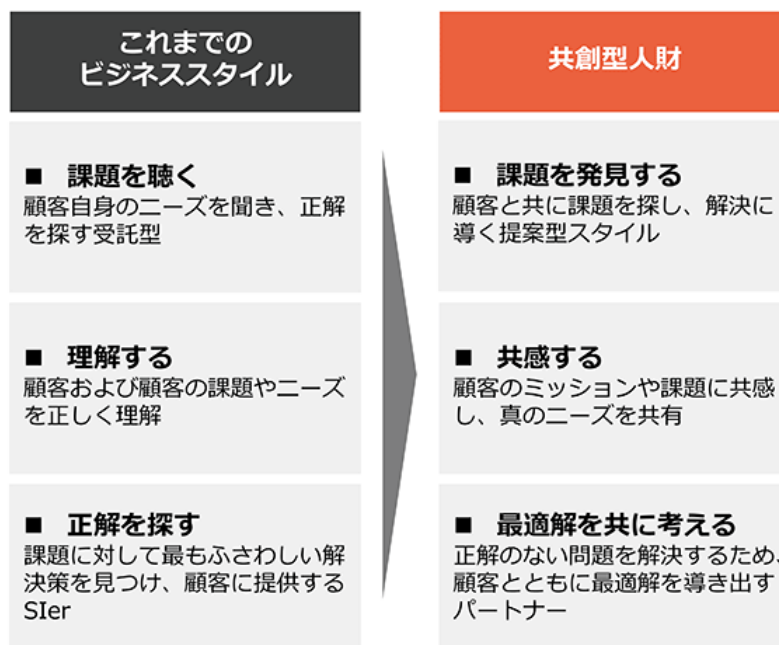 これまでの
ビジネススタイル
■ 課題を聴く
顧客自身のニーズを聞き、正解
を探す受託型
■ 理解する
顧客および顧客の課題やニーズ
を正しく理解
■ 正解を探す
課題に対して最もふさわしい解
決策を見つけ、顧客に提供する
SIer
共創型人財
■ 課題を発見する
顧客と共に課題を探し、解決に
導く提案型スタイル
■ 共感する
顧客のミッションや課題に共感
し、真のニーズを共有
■ 最適解を共に考える
正解のない問題を解決するため、
顧客とともに最適解を導き出す
パートナー